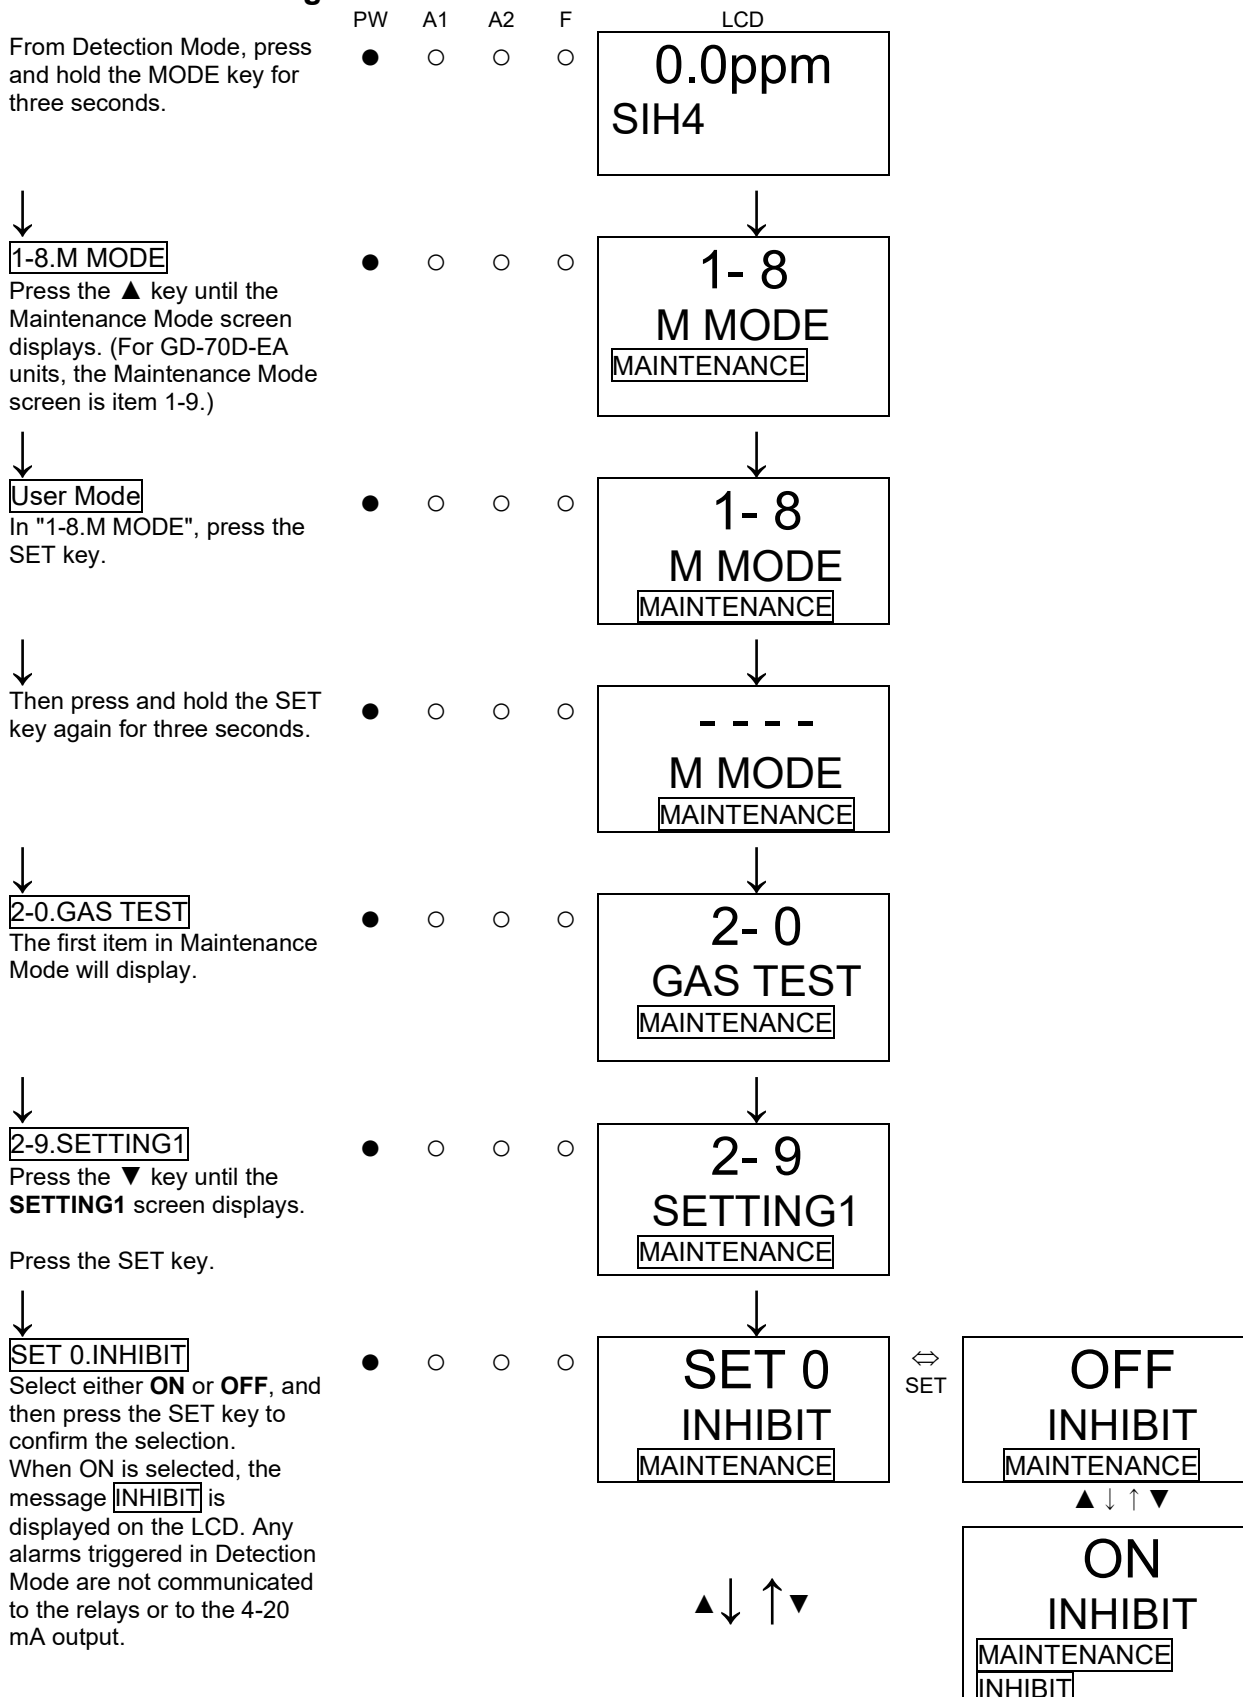 PW A1 A2 F LCD
From Detection Mode, press
and hold the MODE key for
three seconds.
● ○ ○ ○
0.0ppm
SIH4
↓ ↓
1-8.M MODE
Press the ▲ key until the
Maintenance Mode screen
displays. (For GD-70D-EA
units, the Maintenance Mode
screen is item 1-9.)
● ○ ○ ○
1- 8
M MODE
MAINTENANCE
↓ ↓
User Mode
In "1-8.M MODE", press the
SET key.
● ○ ○ ○
1- 8
M MODE
MAINTENANCE
↓ ↓
Then press and hold the SET
key again for three seconds.
● ○ ○ ○
- - - -
M MODE
MAINTENANCE
↓ ↓
2-0.GAS TEST
The first item in Maintenance
Mode will display.
● ○ ○ ○
2- 0
GAS TEST
MAINTENANCE
↓ ↓
2-9.SETTING1
Press the ▼ key until the
SETTING1 screen displays.
Press the SET key.
● ○ ○ ○
2- 9
SETTING1
MAINTENANCE
↓ ↓
SET 0.INHIBIT
Select either ON or OFF, and
then press the SET key to
confirm the selection.
When ON is selected, the
message INHIBIT is
displayed on the LCD. Any
alarms triggered in Detection
Mode are not communicated
to the relays or to the 4-20
mA output.
● ○ ○ ○
SET 0
INHIBIT
MAINTENANCE
⇔
SET
OFF
INHIBIT
MAINTENANCE
▲↓ ↑▼
ON
INHIBIT
MAINTENANCE
INHIBIT
▲↓ ↑▼